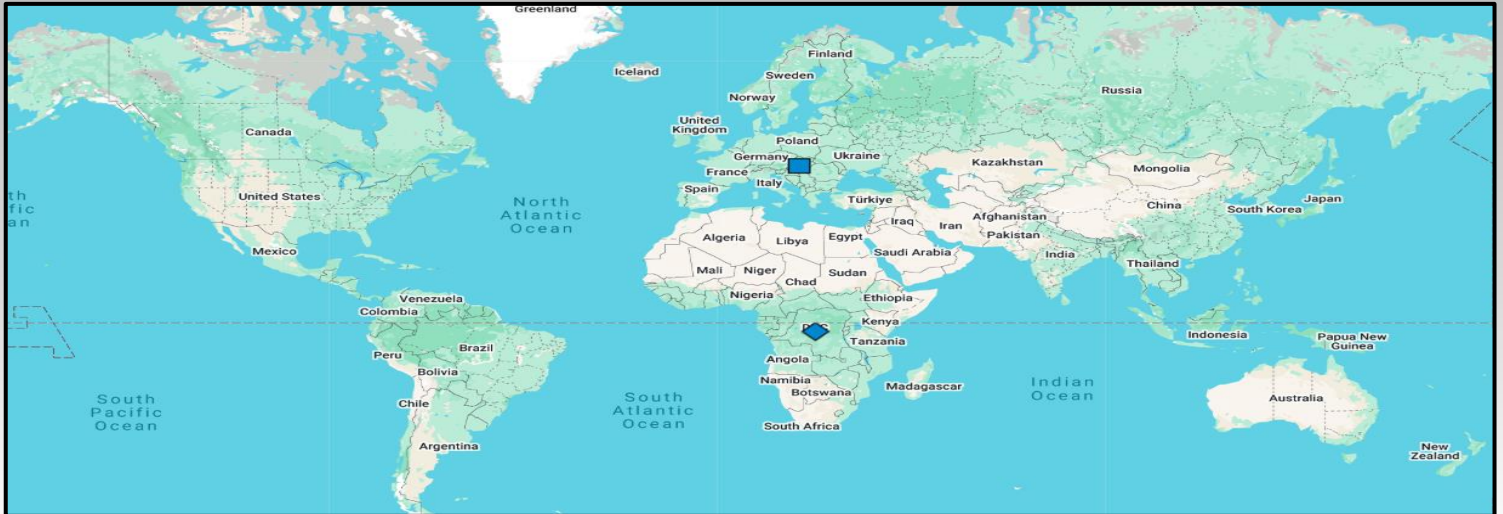 Greenland
Iceland
Finland
Sweden
Norway
Russia
United
Kingdom
Canada
Poland
Germany
Ukraine
Kazakhstan
Mongolia
France
Italy
Spain
Türkiye
United States
North
Atlantic
Ocean
China
Japan
South Korea
Afghanistan
Iraq
Iran
Pakistan
Algeria
Libya
Egypt
Saudi Arabia
India
Mexico
Thailand
Mali
Niger
Chad
Sudan
Nigeria
Ethiopia
Venezuela
Colombia
Kenya
Tanzania
Indonesia
Papua New
Guinea
Peru
Brazil
Bolivia
Angola
Namibia
Botswana
Madagascar
Indian
Ocean
South
Pacific
Ocean
Chile
South
Atlantic
Ocean
Australia
South Africa
Argentina
New
Zealand